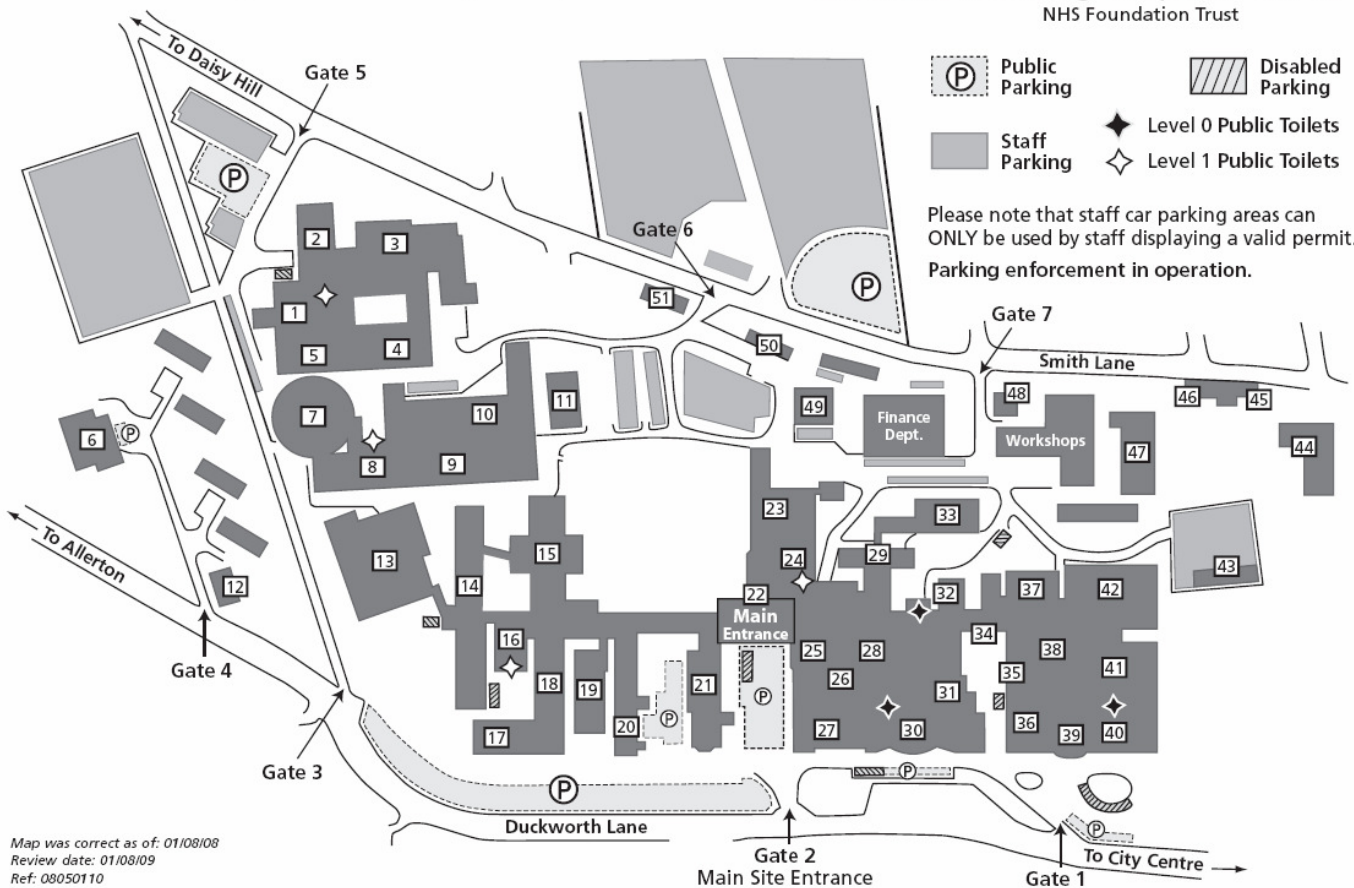 NHS Foundation Trust
P
Public
Parking
Disabled
Parking
Staff
Parking
Level 0 Public Toilets
Level 1 Public Toilets
Please note that staff car parking areas can
ONLY be used by staff displaying a valid permit.
Parking enforcement in operation.
To Daisy Hill
Gate 5
P
Gate 6
P
Gate 7
Smith Lane
1
2
3
4
5
6
P
7
8
9
10
11
51
50
49
Finance
Dept.
48
Workshops
47
46
45
44
43
To Allerton
12
Gate 4
13
14
15
16
17
18
19
20
P
21
22
Main
Entrance
P
23
24
25
26
27
28
29
30
31
32
33
34
35
36
37
38
39
40
41
42
Gate 3
P
Duckworth Lane
P
P
Gate 2
Main Site Entrance
Gate 1
To City Centre
Map was correct as of: 01/08/08
Review date: 01/08/09
Ref: 08050110